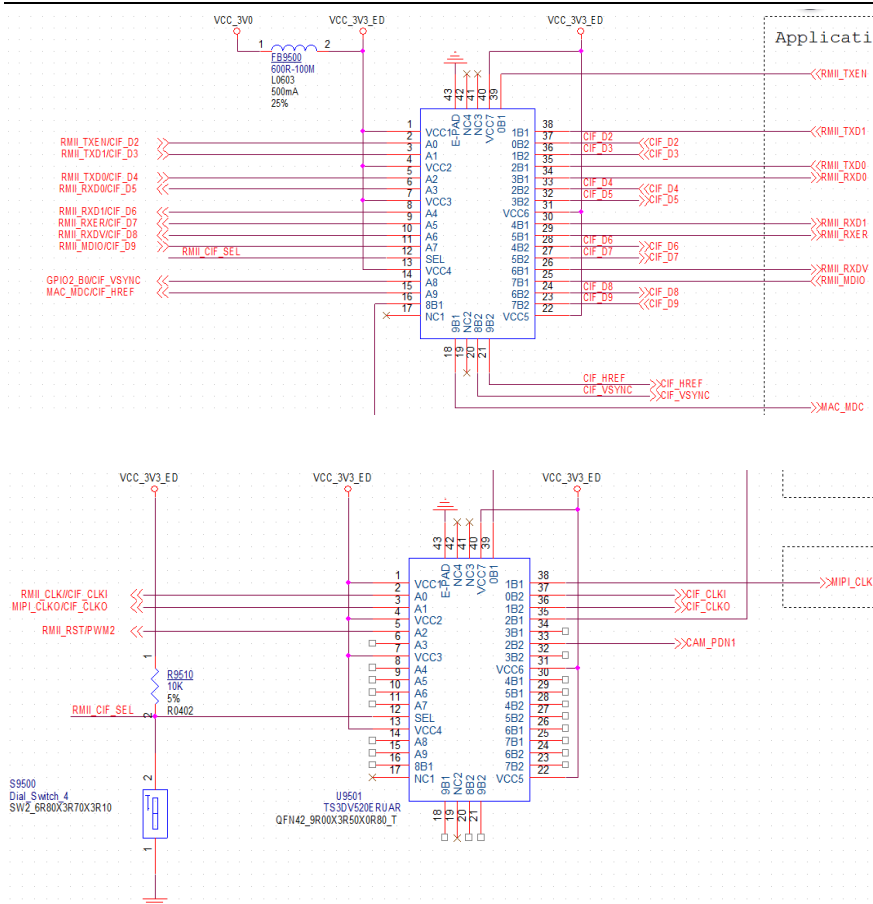 VCC_3V0
VCC_3V3_ED
VCC_3V3_ED
Applicati
1
2
FB9500
600R-100M
L0603
500mA
25%
43
42
41
40
39
E-PAD
NC4
NC3
VCC7
0B1
RMII_TXEN
1 VCC1
2 A0
3 A1
4 VCC2
5 A2
6 A3
7 VCC3
8 A4
9 A5
10 A6
11 A7
12 SEL
13 VCC4
14 A8
15 A9
16 8B1
17 NC1
RMII_TXEN/CIF_D2
RMII_TXD1/CIF_D3
RMII_TXD0/CIF_D4
RMII_RXD0/CIF_D5
RMII_RXD1/CIF_D6
RMII_RXER/CIF_D7
RMII_RXDV/CIF_D8
RMII_MDIO/CIF_D9
RMII_CIF_SEL
GPIO2_B0/CIF_VSYNC
MAC_MDC/CIF_HREF
1B1 38 RMII_TXD1
0B2 37 CIF_D2 CIF_D2
1B2 36 CIF_D3 CIF_D3
2B1 35 RMII_TXD0
3B1 34 RMII_RXD0
2B2 33 CIF_D4 CIF_D4
3B2 32 CIF_D5 CIF_D5
VCC6 31
4B1 30 RMII_RXD1
5B1 29 RMII_RXER
4B2 28 CIF_D6 CIF_D6
5B2 27 CIF_D7 CIF_D7
6B1 26 RMII_RXDV
7B1 25 RMII_MDIO
6B2 24 CIF_D8 CIF_D8
7B2 23 CIF_D9 CIF_D9
VCC5 22
9B1
NC2
8B2
9B2
18
19
20
21
CIF_HREF CIF_HREF
CIF_VSYNC CIF_VSYNC
MAC_MDC
VCC_3V3_ED
VCC_3V3_ED
VCC_3V3_ED
43
42
41
40
39
E-PAD
NC4
NC3
VCC7
0B1
1 VCC1
2 A0
3 A1
4 VCC2
5 A2
6 A3
7 VCC3
8 A4
9 A5
10 A6
11 A7
12 SEL
13 VCC4
14 A8
15 A9
16 8B1
17 NC1
RMII_CLK//CIF_CLKI
MIPI_CLKO/CIF_CLKO
RMII_RST/PWM2
1
R9510
10K
5%
R0402
2
RMII_CIF_SEL
1B1 38 MIPI_CLK
0B2 37 CIF_CLKI
1B2 36 CIF_CLKO
2B1 35
3B1 34
2B2 33 CAM_PDN1
3B2 32
VCC6 31
4B1 30
5B1 29
4B2 28
5B2 27
6B1 26
7B1 25
6B2 24
7B2 23
VCC5 22
9B1
NC2
8B2
9B2
18
19
20
21
2
S9500
Dial_Switch_4
SW2_6R80X3R70X3R10
1
U9501
TS3DV520ERUAR
QFN42_9R00X3R50X0R80_T